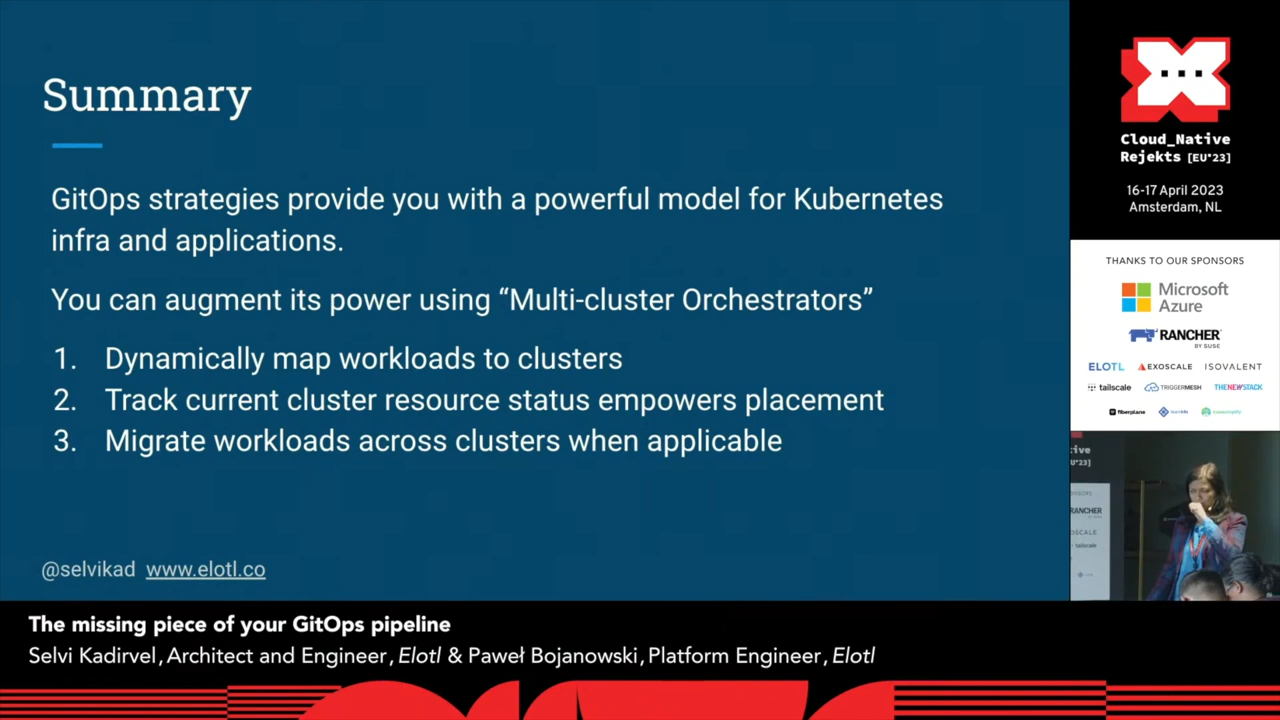 Summary
GitOps strategies provide you with a powerful model for Kubernetes
infra and applications.
You can augment its power using “Multi-cluster Orchestrators”
1. Dynamically map workloads to clusters
2. Track current cluster resource status empowers placement
3. Migrate workloads across clusters when applicable
@selvikad www.elotl.co
Cloud_Native
Rejekts [EU*23]
16-17 April 2023
Amsterdam, NL
THANKS TO OUR SPONSORS
Microsoft
Azure
RANCHER
BY SUSE
ELOTL EXOSCALE ISOVALENT
tailscale TRIGGERMESH THENEWSTACK
fiberplane
RANCHER
The missing piece of your GitOps pipeline
Selvi Kadirvel, Architect and Engineer, Elotl & Paweł Bojanowski, Platform Engineer, Elotl